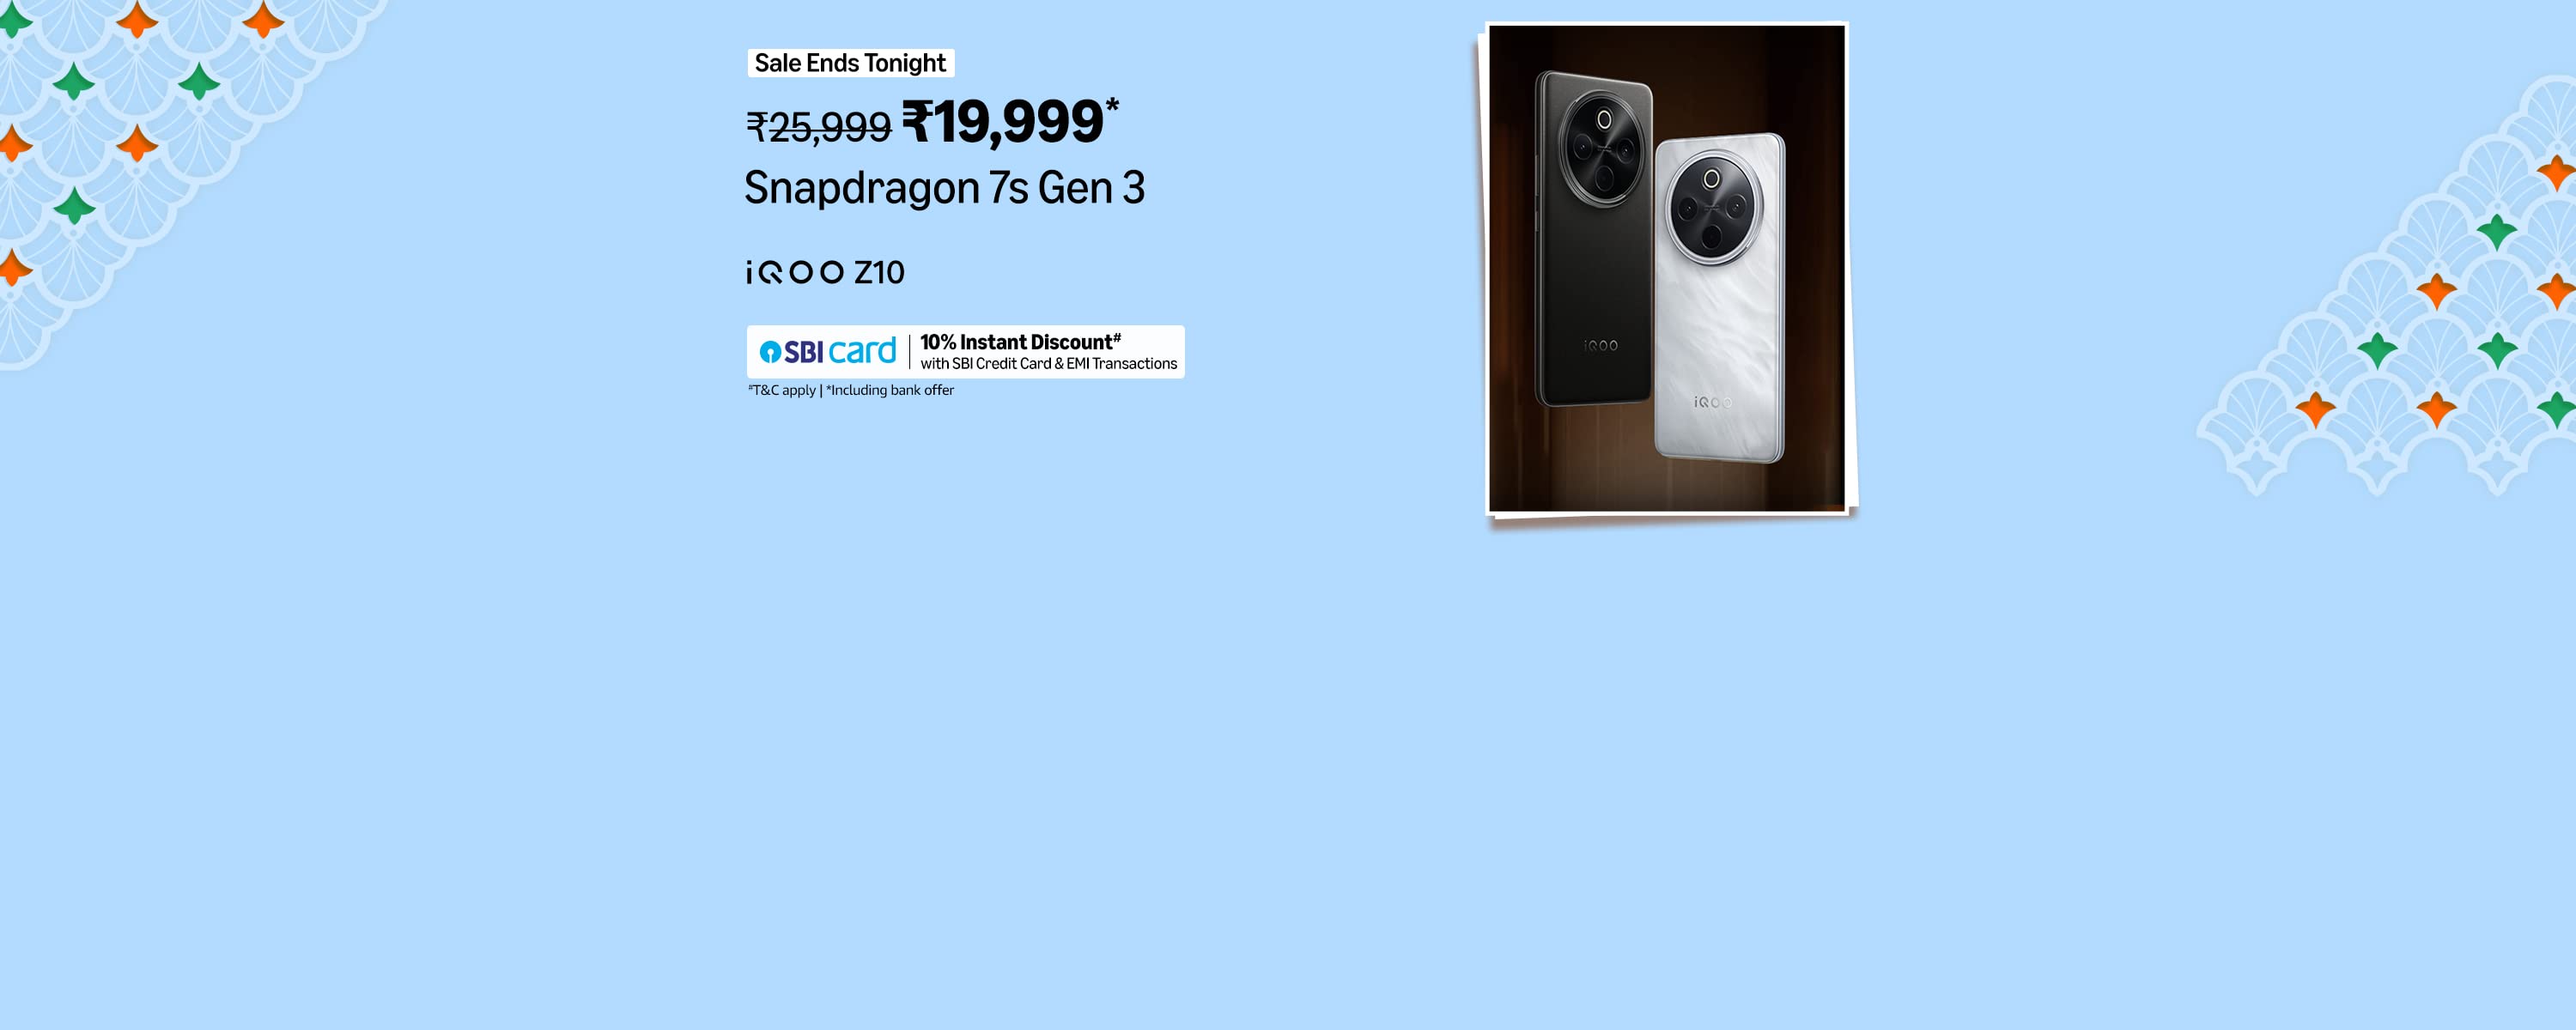 Sale Ends Tonight
₹25,999 ₹19,999*
Snapdragon 7s Gen 3
iQOO Z10
SBI card | 10% Instant Discount#
with SBI Credit Card & EMI Transactions
#T&C apply | *Including bank offer
iQOO
iQOO